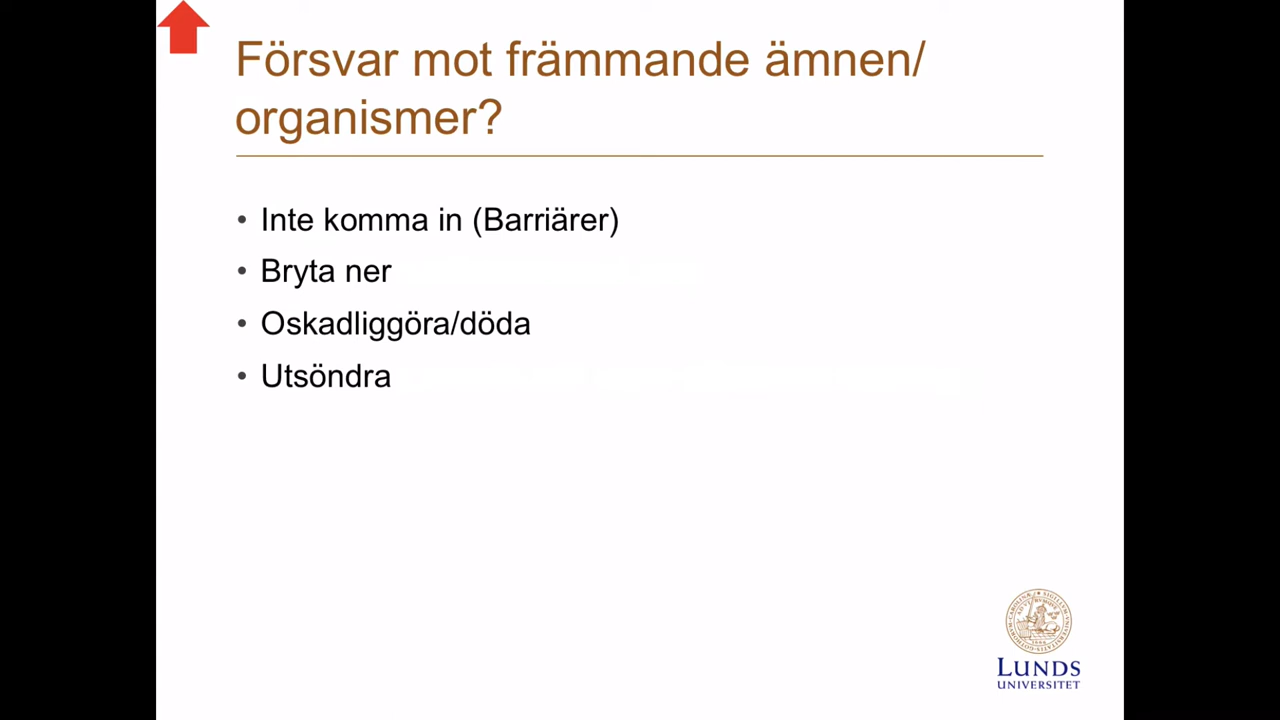 Försvar mot främmande ämnen/
organismer?
• Inte komma in (Barriärer)
• Bryta ner
• Oskadliggöra/döda
• Utsöndra
LUNDS
UNIVERSITET